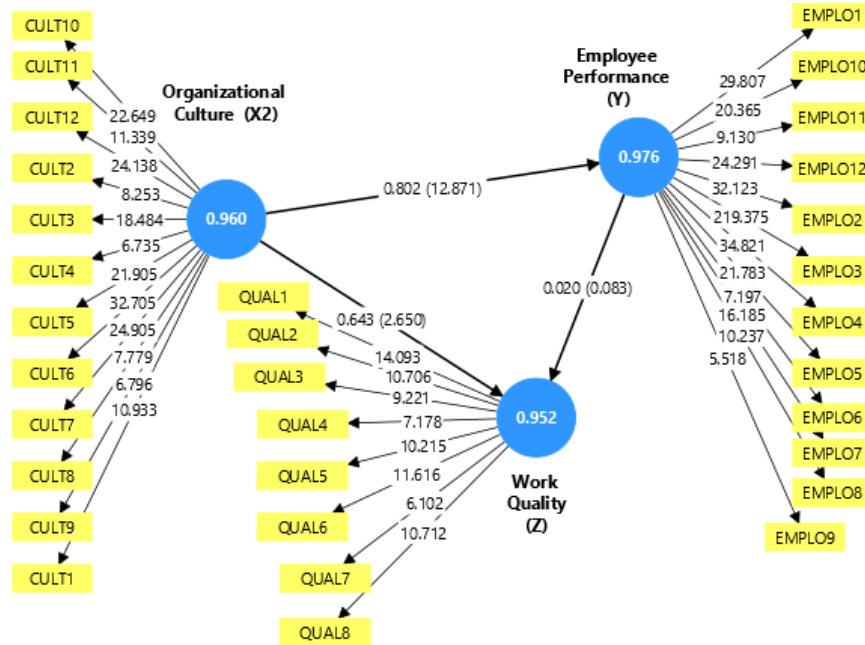 CULT10
CULT11
CULT12
CULT2
CULT3
CULT4
CULT5
CULT6
CULT7
CULT8
CULT9
CULT1
22.649
11.339
24.138
8.253
18.484
6.735
21.905
32.705
24.905
7.779
6.796
10.933
Organizational
Culture (X2)
0.960
0.802 (12.871)
0.643 (2.650)
0.020 (0.083)
Employee
Performance
(Y)
0.976
29.807
20.365
9.130
24.291
32.123
219.375
34.821
21.783
7.197
16.185
10.237
5.518
EMPLO1
EMPLO10
EMPLO11
EMPLO12
EMPLO2
EMPLO3
EMPLO4
EMPLO5
EMPLO6
EMPLO7
EMPLO8
EMPLO9
QUAL1
QUAL2
QUAL3
QUAL4
QUAL5
QUAL6
QUAL7
QUAL8
14.093
10.706
9.221
7.178
10.215
11.616
6.102
10.712
0.952
Work
Quality
(Z)